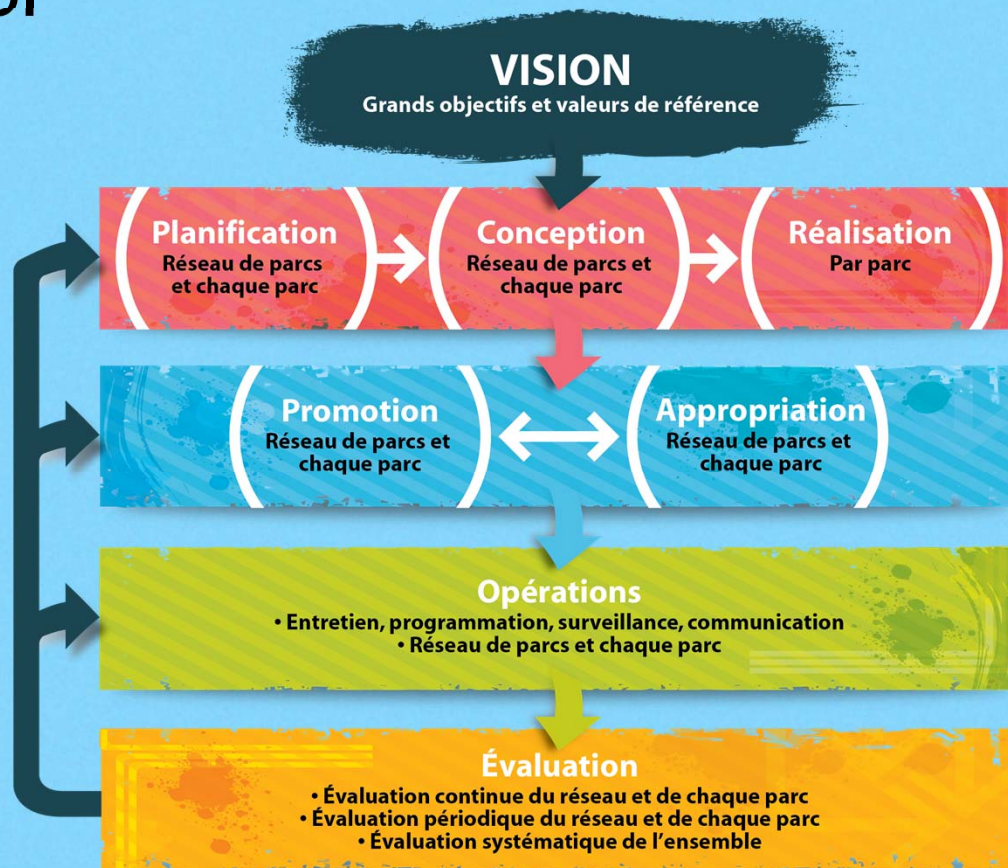 VISION
Grands objectifs et valeurs de référence
Planification
Réseau de parcs
et chaque parc
Conception
Réseau de parcs et
chaque parc
Réalisation
Par parc
Promotion
Réseau de parcs et
chaque parc
Appropriation
Réseau de parcs et
chaque parc
Opérations
• Entretien, programmation, surveillance, communication
• Réseau de parcs et chaque parc
Évaluation
• Évaluation continue du réseau et de chaque parc
• Évaluation périodique du réseau et de chaque parc
• Évaluation systématique de l'ensemble